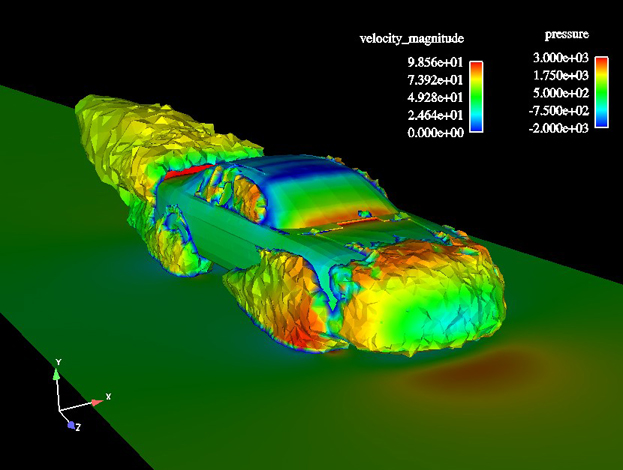 velocity_magnitude
9.856e+01
7.392e+01
4.928e+01
2.464e+01
0.000e+00
pressure
3.000e+03
1.750e+03
5.000e+02
-7.500e+02
-2.000e+03
Y
X
Z